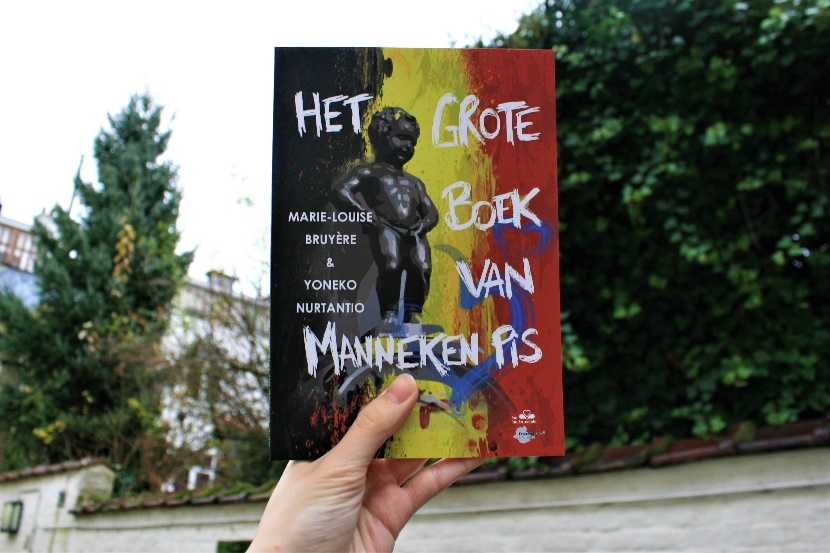 HET GROTE
BOEK
VAN
MANNEKEN PIS
MARIE-LOUISE
BRUYÈRE
&
YONEKO
NURTANTIO